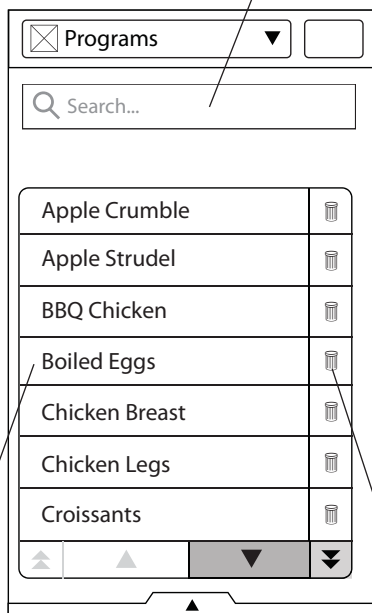 Programs
Search...
Apple Crumble
Apple Strudel
BBQ Chicken
Boiled Eggs
Chicken Breast
Chicken Legs
Croissants